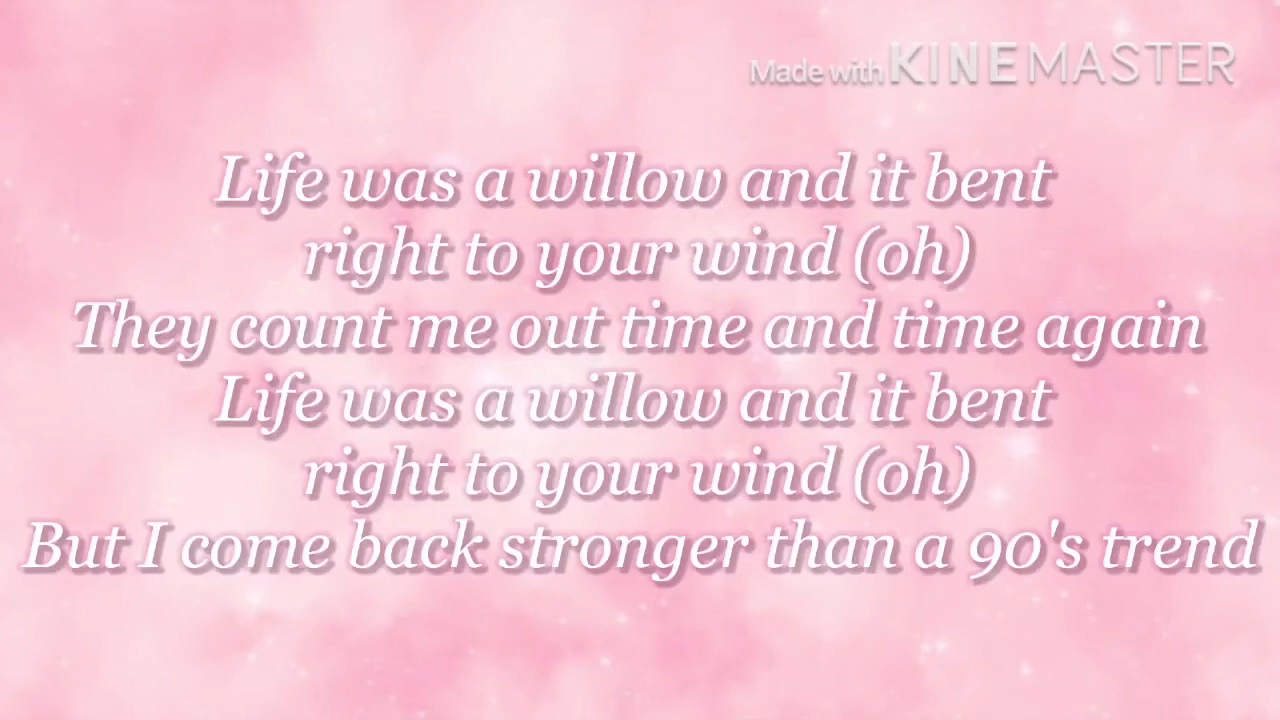 Made with KINEMASTER
Life was a willow and it bent
right to your wind (oh)
They count me out time and time again
Life was a willow and it bent
right to your wind (oh)
But I come back stronger than a 90's trend